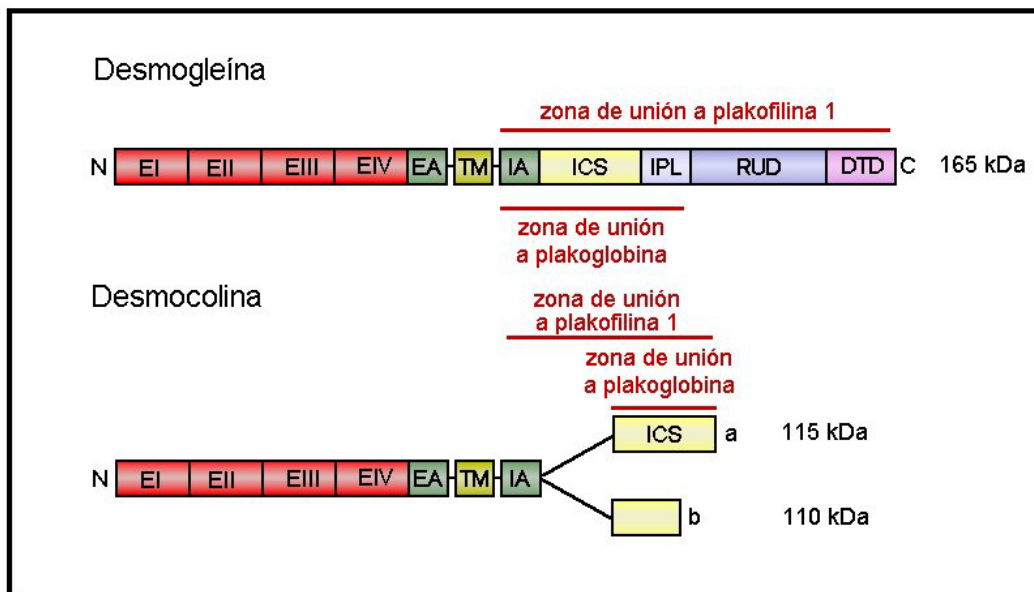 Desmogleína
zona de unión a plakofilina 1
N EI EII EIII EIV EA TM IA ICS IPL RUD DTD C 165 kDa
zona de unión
a plakoglobina
Desmocolina
zona de unión
a plakofilina 1
zona de unión
a plakoglobina
ICS a 115 kDa
N EI EII EIII EIV EA TM IA
b 110 kDa